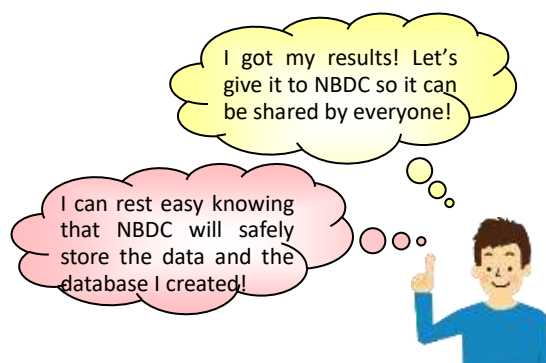 I got my results! Let’s
give it to NBDC so it can
be shared by everyone!
I can rest easy knowing
that NBDC will safely
store the data and the
database I created!